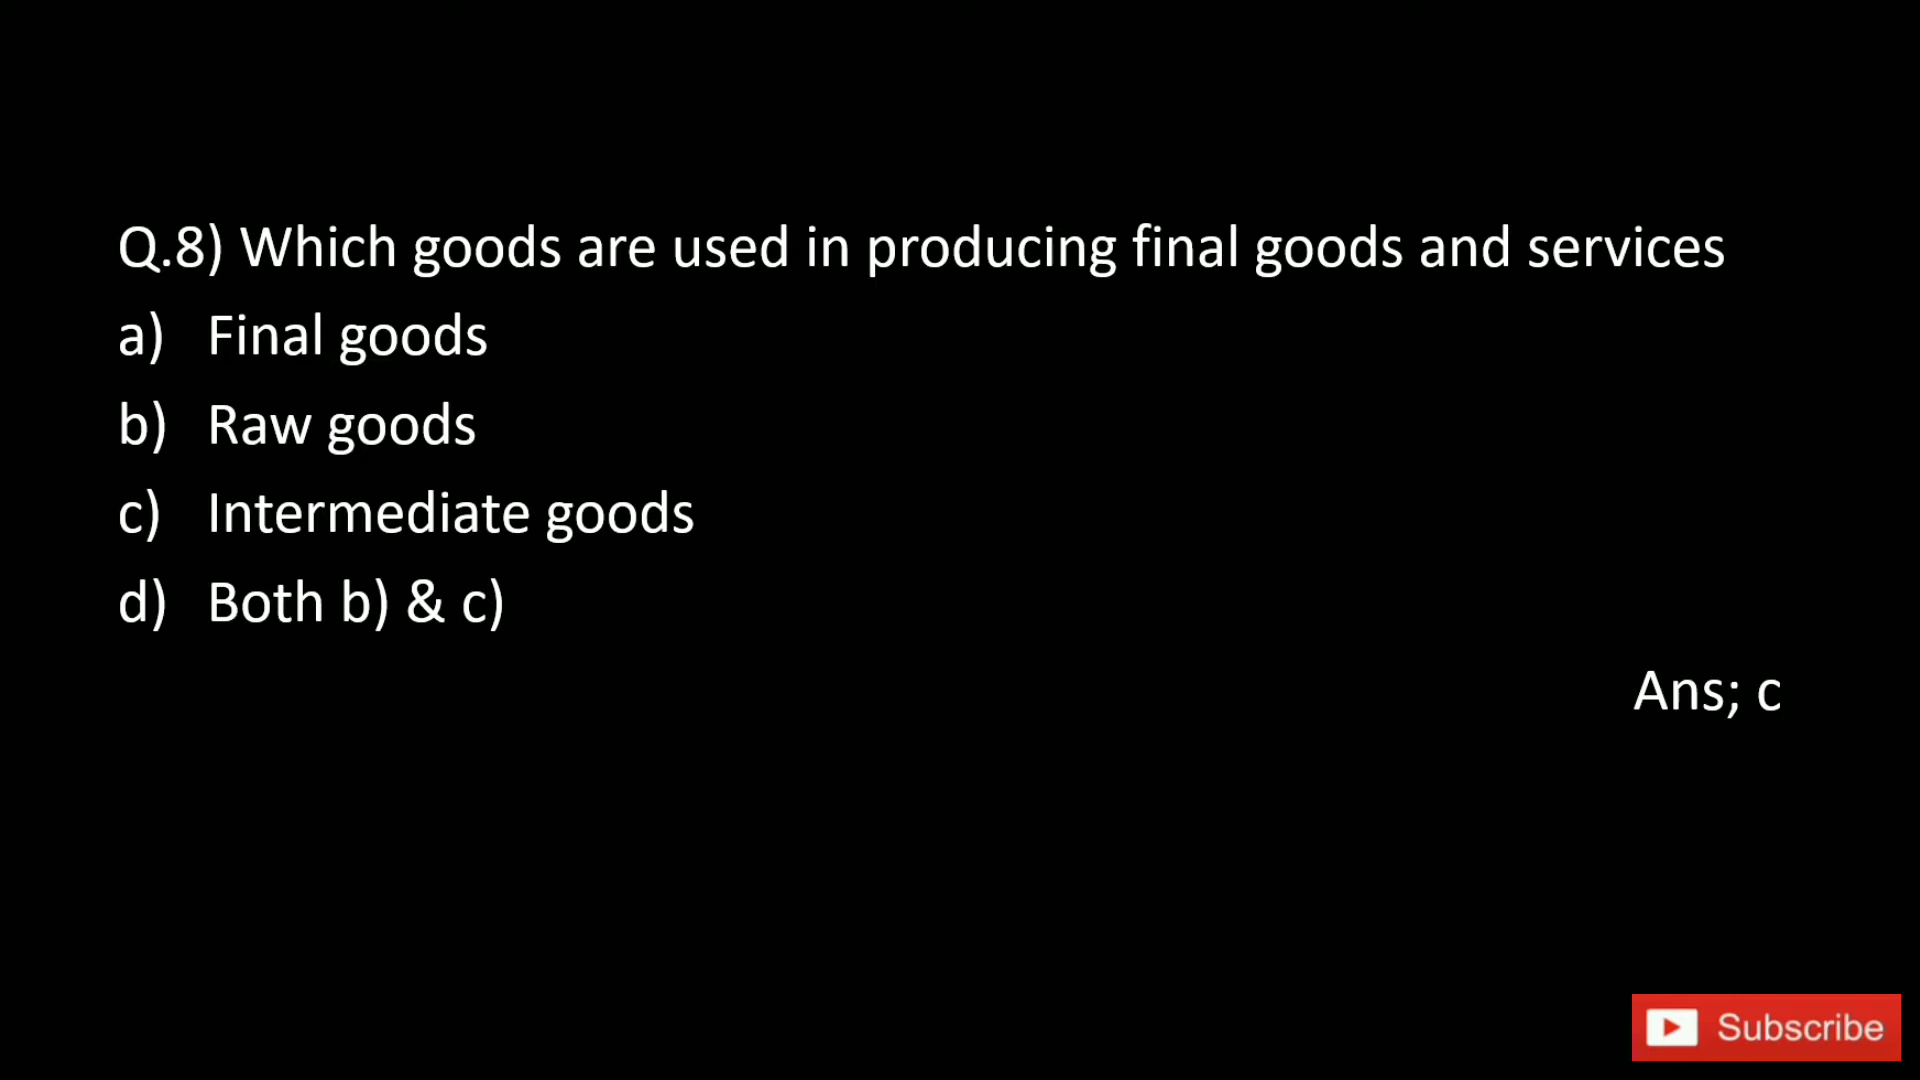 Q.8) Which goods are used in producing final goods and services
a) Final goods
b) Raw goods
c) Intermediate goods
d) Both b) & c)
Ans; c
Subscribe